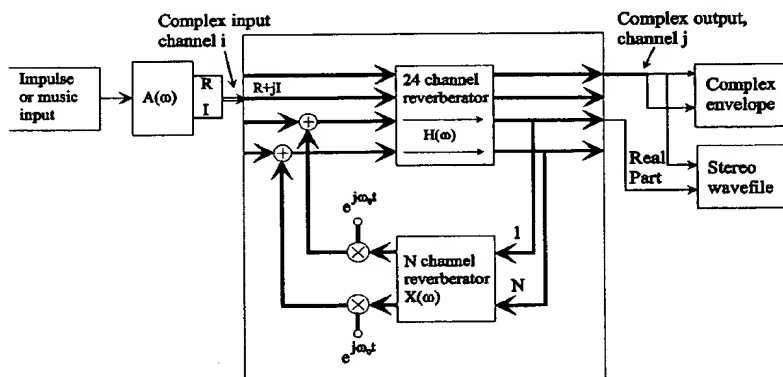 Complex input
channel i
Complex output,
channel j
Impulse
or music
input
A(ω)
R
I
R+jI
24 channel
reverberator
H(ω)
Complex
envelope
Real
Part
Stereo
wavefile
e^{jω₀t}
1
N channel
reverberator
X(ω)
N
e^{jω₀t}